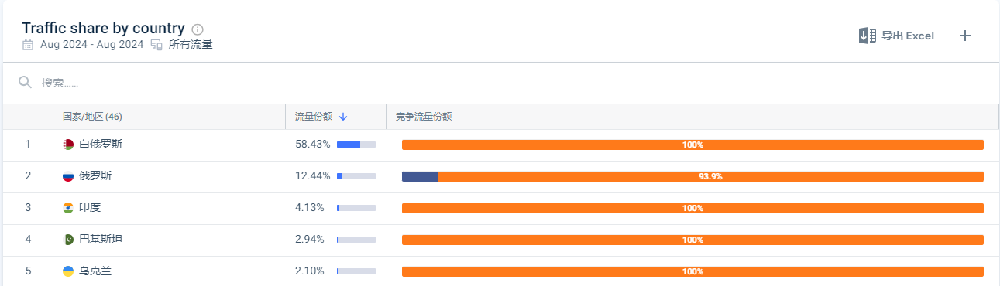 Traffic share by country
Aug 2024 - Aug 2024 所有流量
导出 Excel
搜索......
国家/地区 (46) 流量份额 竞争流量份额
1 白俄罗斯 58.43% 100%
2 俄罗斯 12.44% 93.9%
3 印度 4.13% 100%
4 巴基斯坦 2.94% 100%
5 乌克兰 2.10% 100%